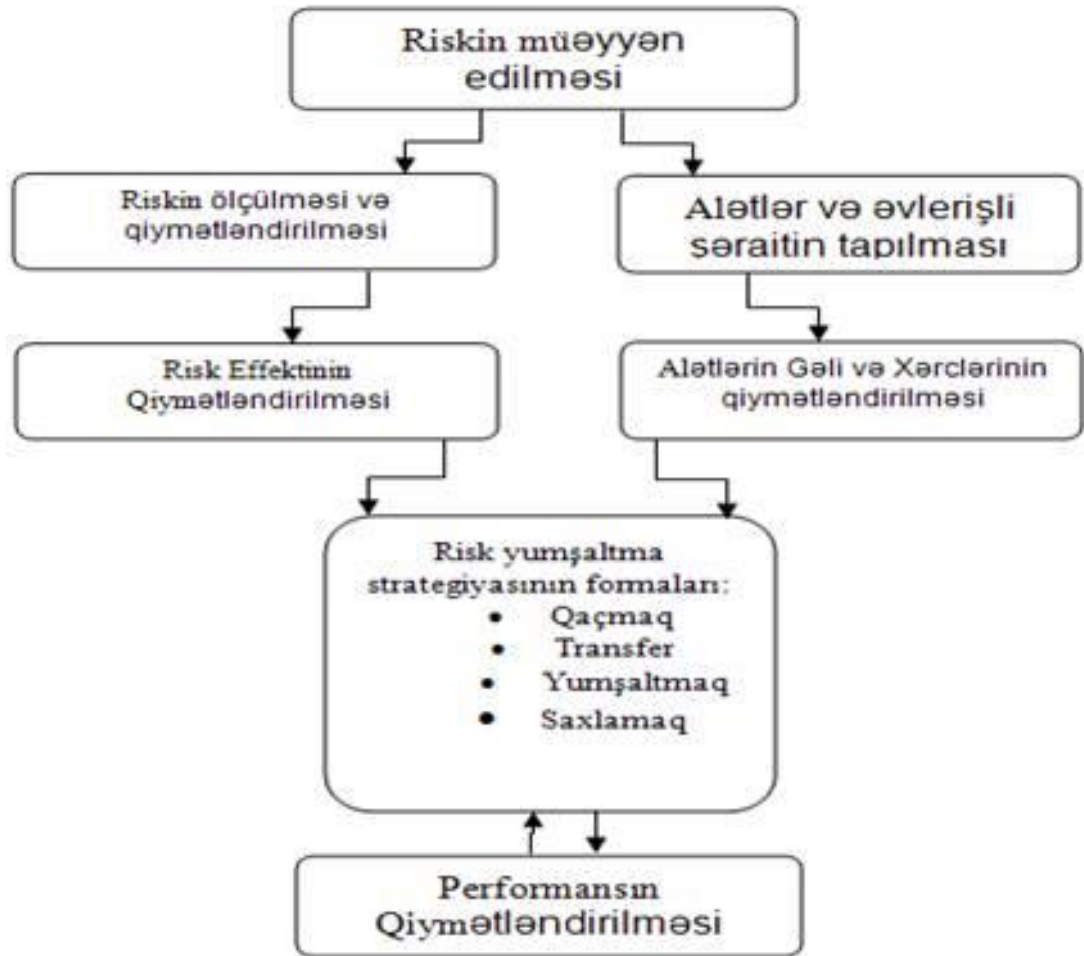 Riskin müəyyən
edilməsi
Riskin ölçülməsi və
qiymətləndirilməsi
Alətlər və əvlerişli
şəraitin tapılması
Risk Effektinin
Qiymətləndirilməsi
Alətlərin Gəli və Xərclərinin
qiymətləndirilməsi
Risk yumşaltma
strategiyasının formaları:
• Qaçmaq
• Transfer
• Yumşaltmaq
• Saxlamaq
Performansın
Qiymətləndirilməsi